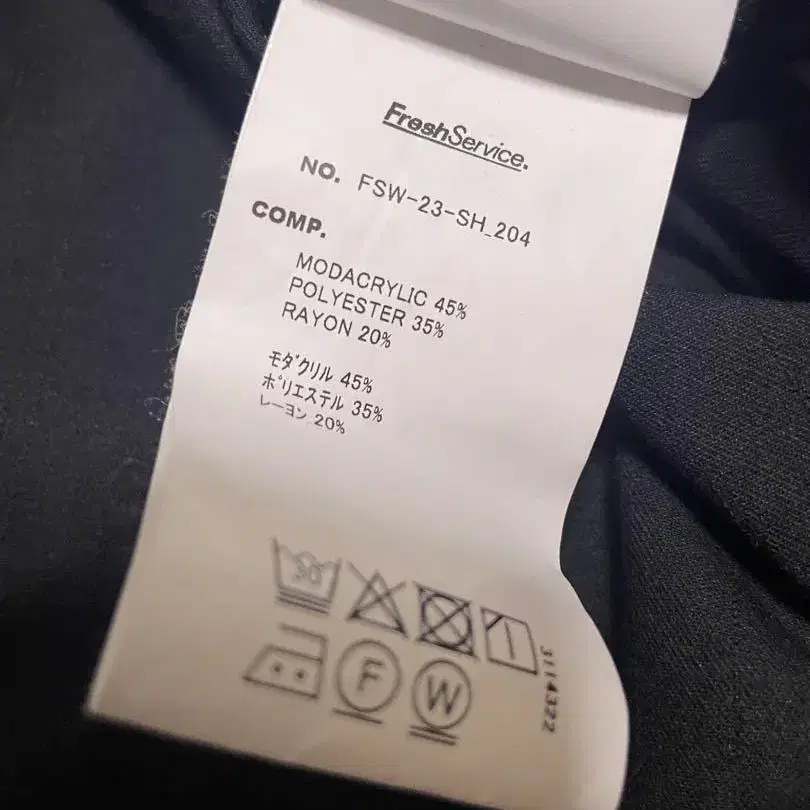 FreshService.
NO. FSW-23-SH_204
COMP.
MODACRYLIC 45%
POLYESTER 35%
RAYON 20%
モダクリル 45%
ポリエステル 35%
レーヨン 20%
30
F W
3114322